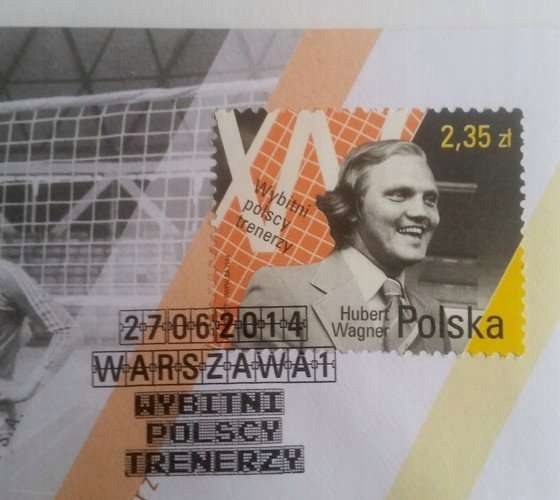 2,35 zł
Wybitni
polscy
trenerzy
Hubert
Wagner
Polska
27062014
WARSZAWA1
WYBITNI
POLSCY
TRENERZY